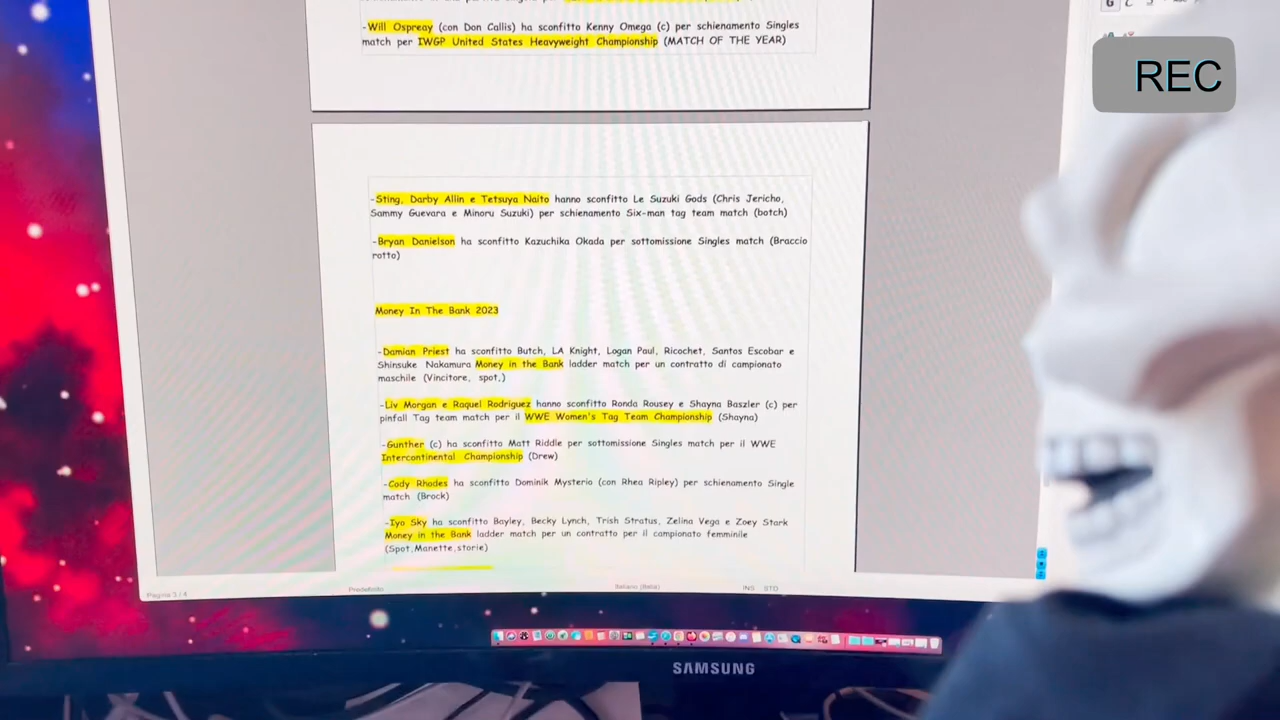 REC
-Will Ospreay (con Don Callis) ha sconfitto Kenny Omega (c) per schienamento Singles
match per IWGP United States Heavyweight Championship (MATCH OF THE YEAR)
-Sting, Darby Allin e Tetsuya Naito hanno sconfitto Le Suzuki Gods (Chris Jericho,
Sammy Guevara e Minoru Suzuki) per schienamento Six-man tag team match (botch)
-Bryan Danielson ha sconfitto Kazuchika Okada per sottomissione Singles match (Braccio
rotto)
Money In The Bank 2023
-Damian Priest ha sconfitto Butch, LA Knight, Logan Paul, Ricochet, Santos Escobar e
Shinsuke Nakamura Money in the Bank ladder match per un contratto di campionato
maschile (Vincitore, spot,)
-Liv Morgan e Raquel Rodriguez hanno sconfitto Ronda Rousey e Shayna Baszler (c) per
pinfall Tag team match per il WWE Women's Tag Team Championship (Shayna)
-Gunther (c) ha sconfitto Matt Riddle per sottomissione Singles match per il WWE
Intercontinental Championship (Drew)
-Cody Rhodes ha sconfitto Dominik Mysterio (con Rhea Ripley) per schienamento Single
match (Brock)
-Iyo Sky ha sconfitto Bayley, Becky Lynch, Trish Stratus, Zelina Vega e Zoey Stark
Money in the Bank ladder match per un contratto per il campionato femminile
(Spot,Manette,storie)
Pagina 3 / 4 Predefinito Italiano (Italia) INS STD
SAMSUNG